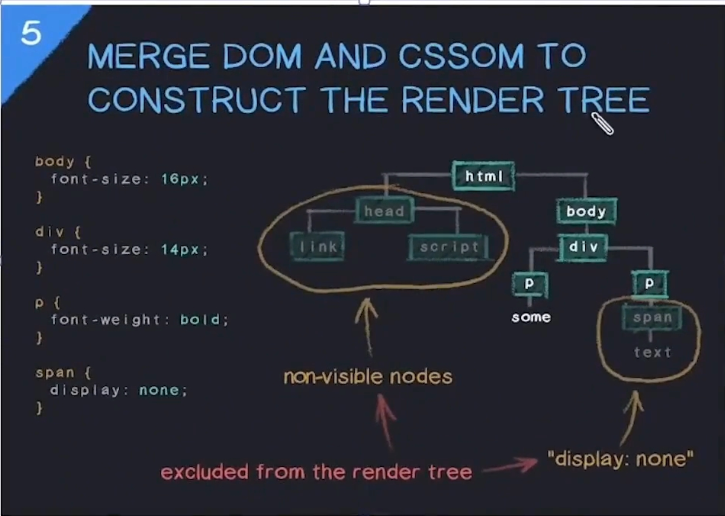 5
MERGE DOM AND CSSOM TO
CONSTRUCT THE RENDER TREE
body {
font-size: 16px;
}
div {
font-size: 14px;
}
p {
font-weight: bold;
}
span {
display: none;
}
html
head
body
link
script
div
p
p
some
span
text
non-visible nodes
excluded from the render tree
"display: none"